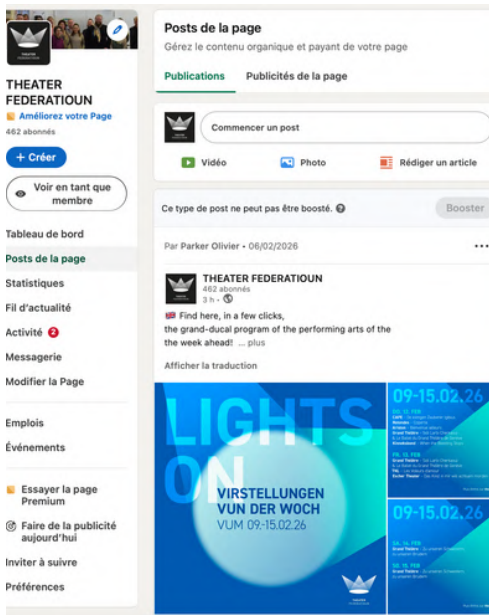 THEATER
FEDERATIOUN
Améliorez votre Page
462 abonnés
+ Créer
Voir en tant que
membre
Tableau de bord
Posts de la page
Statistiques
Fil d'actualité
Activité 2
Messagerie
Modifier la Page
Emplois
Événements
Essayer la page
Premium
Faire de la publicité
aujourd'hui
Inviter à suivre
Préférences
Posts de la page
Gérez le contenu organique et payant de votre page
Publications Publicités de la page
Commencer un post
Vidéo Photo Rédiger un article
Ce type de post ne peut pas être boosté. Booster
Par Parker Olivier • 06/02/2026
THEATER FEDERATIOUN
462 abonnés
3 h •
🇬🇧 Find here, in a few clicks,
the grand-ducal program of the performing arts of the
the week ahead! ... plus
Afficher la traduction
LIGHTS
ON
VIRSTELLUNGEN
VUN DER WOCH
VUM 09.-15.02.26
THEATER
09-15.02.26
09-15.02.26